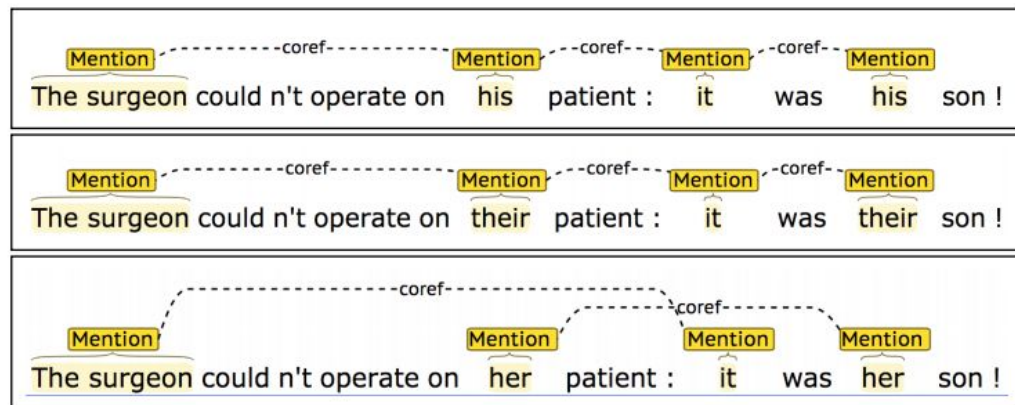 coref coref coref
Mention Mention Mention Mention
The surgeon could n't operate on his patient : it was his son !
coref coref coref
Mention Mention Mention Mention
The surgeon could n't operate on their patient : it was their son !
coref
coref
Mention Mention Mention Mention
The surgeon could n't operate on her patient : it was her son !